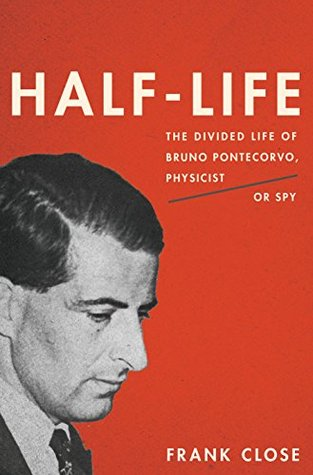 HALF-LIFE
THE DIVIDED LIFE OF
BRUNO PONTECORVO,
PHYSICIST
OR SPY
FRANK CLOSE